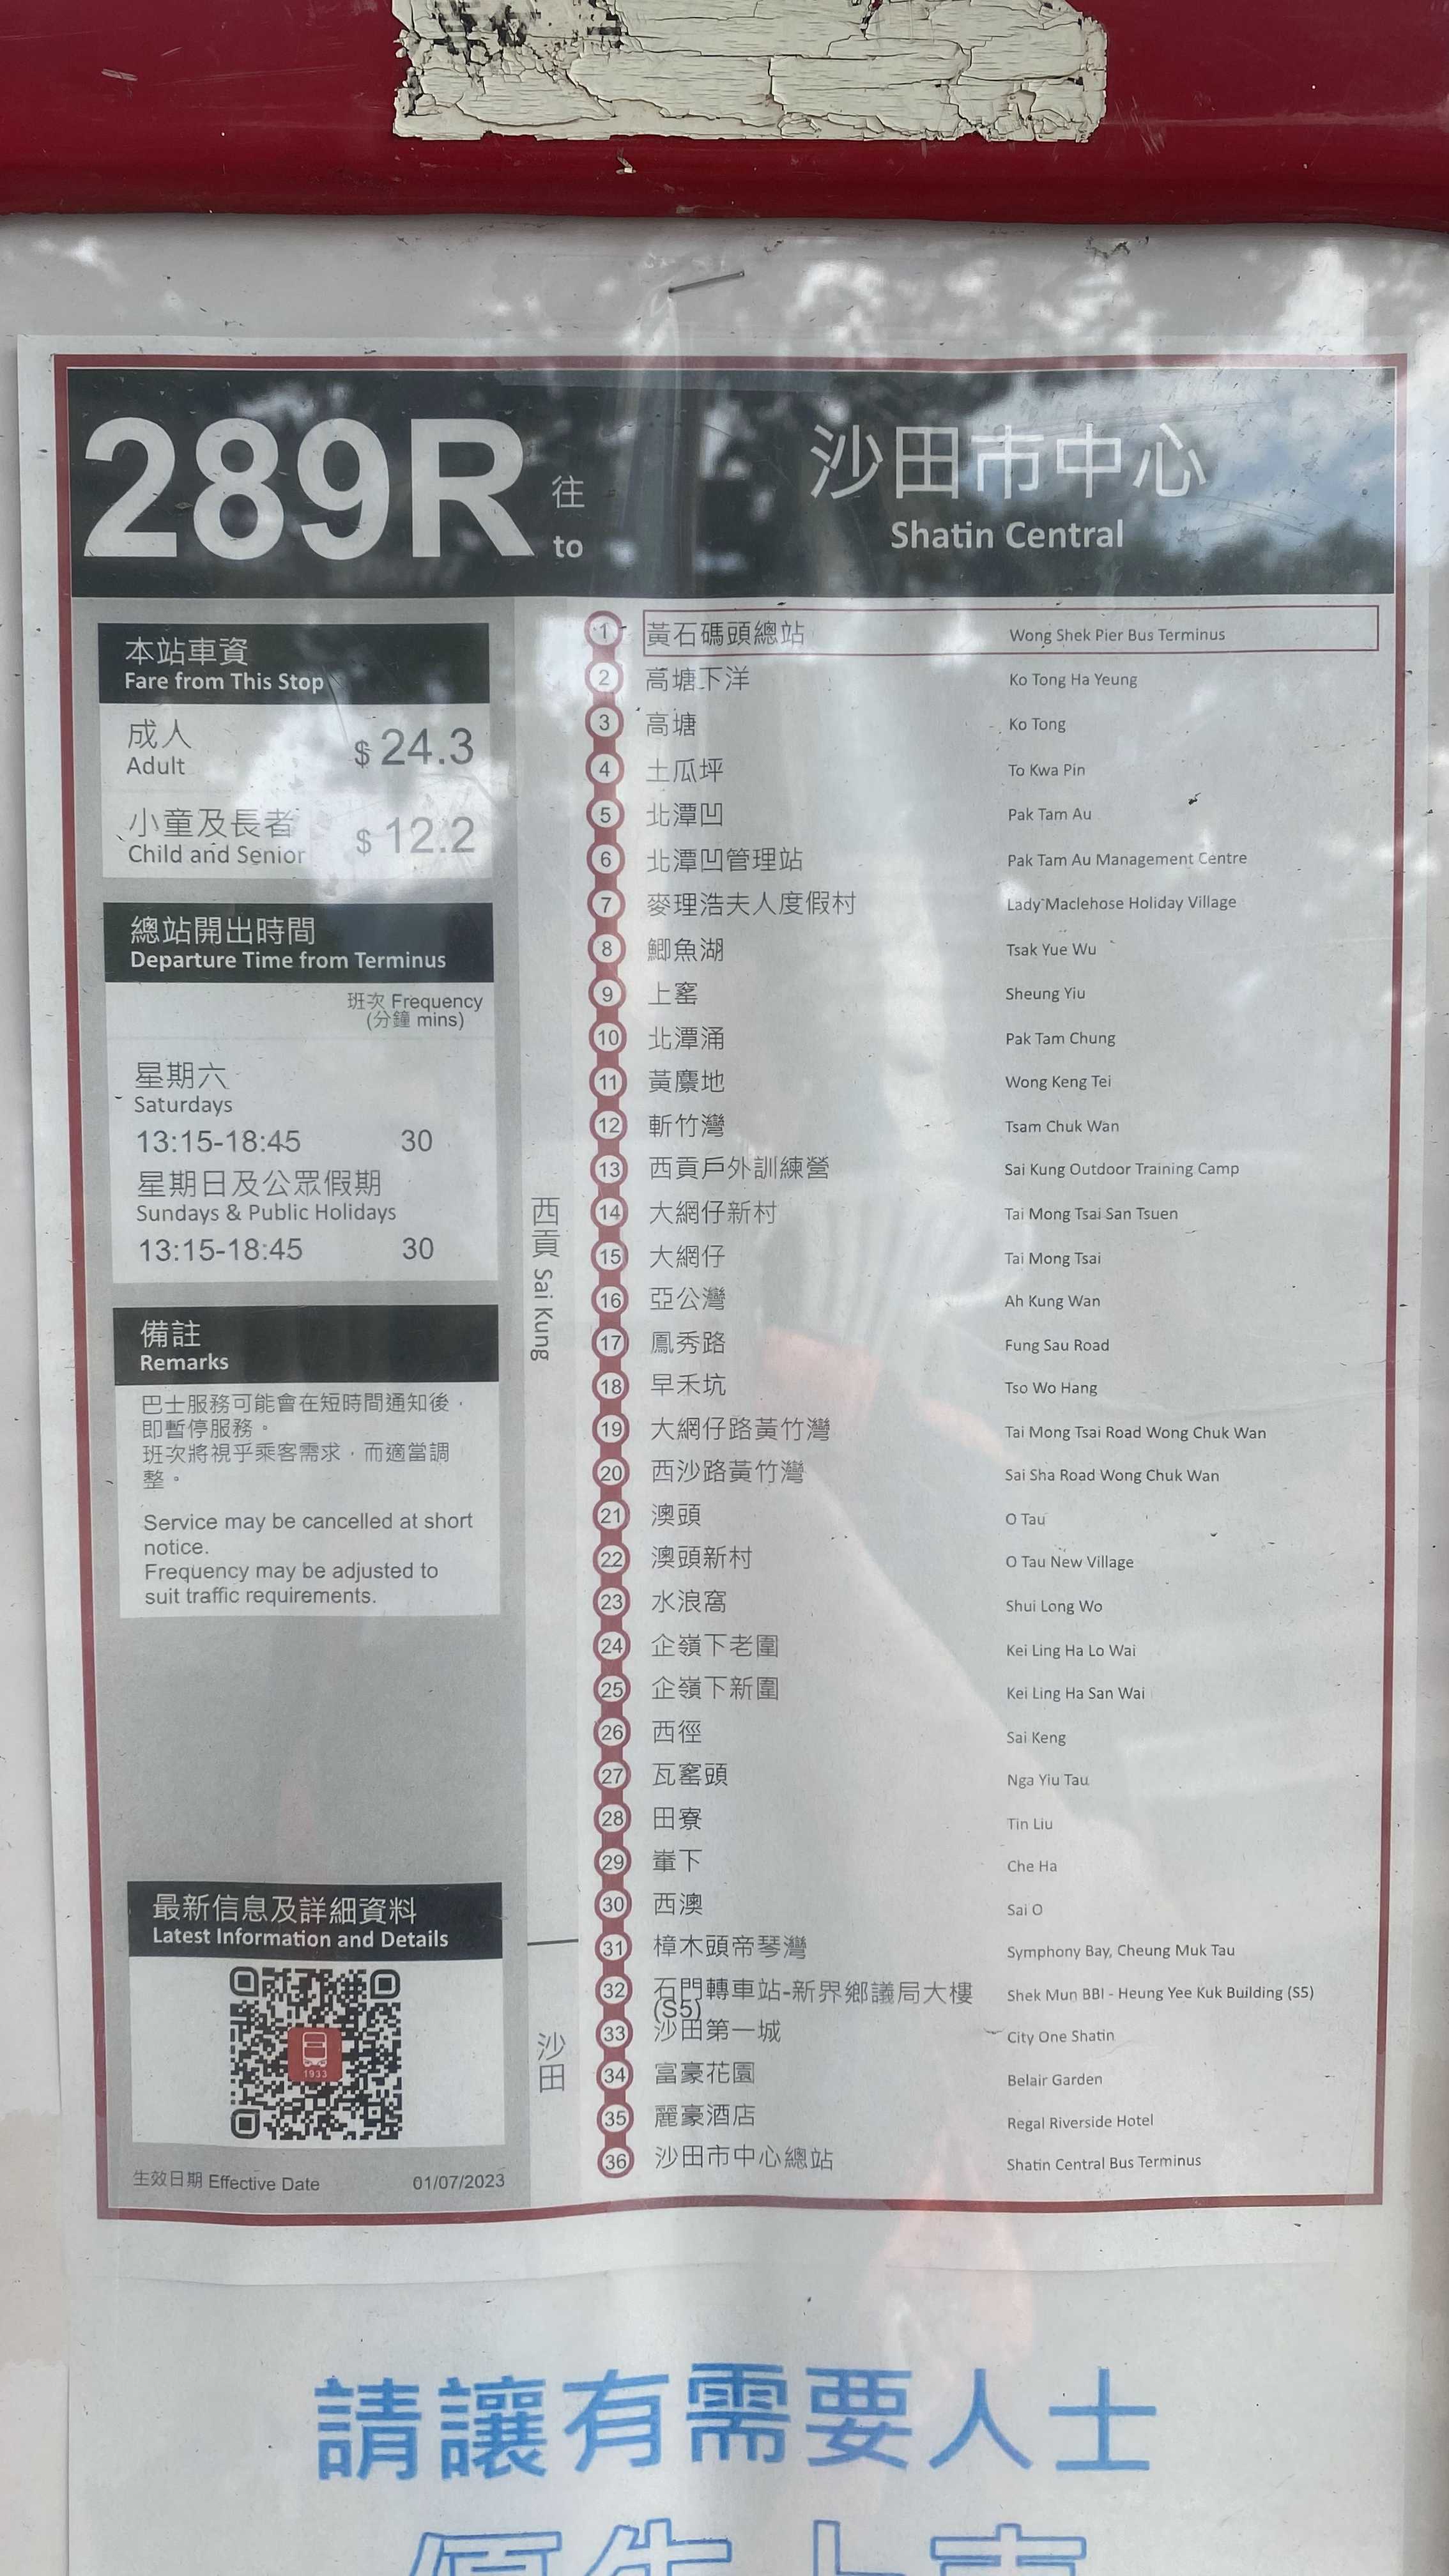 289R
往
to
沙田市中心
Shatin Central
本站車資
Fare from This Stop
成人
Adult
$ 24.3
小童及長者
Child and Senior
$ 12.2
總站開出時間
Departure Time from Terminus
班次 Frequency
(分鐘 mins)
星期六
Saturdays
13:15-18:45 30
星期日及公眾假期
Sundays & Public Holidays
13:15-18:45 30
備註
Remarks
巴士服務可能會在短時間通知後，
即暫停服務。
班次將視乎乘客需求，而適當調
整。
Service may be cancelled at short
notice.
Frequency may be adjusted to
suit traffic requirements.
最新信息及詳細資料
Latest Information and Details
1933
生效日期 Effective Date 01/07/2023
西貢 Sai Kung
沙田
1 黃石碼頭總站 Wong Shek Pier Bus Terminus
2 高塘下洋 Ko Tong Ha Yeung
3 高塘 Ko Tong
4 土瓜坪 To Kwa Pin
5 北潭凹 Pak Tam Au
6 北潭凹管理站 Pak Tam Au Management Centre
7 麥理浩夫人度假村 Lady Maclehose Holiday Village
8 鯽魚湖 Tsak Yue Wu
9 上窰 Sheung Yiu
10 北潭涌 Pak Tam Chung
11 黃麖地 Wong Keng Tei
12 斬竹灣 Tsam Chuk Wan
13 西貢戶外訓練營 Sai Kung Outdoor Training Camp
14 大網仔新村 Tai Mong Tsai San Tsuen
15 大網仔 Tai Mong Tsai
16 亞公灣 Ah Kung Wan
17 鳳秀路 Fung Sau Road
18 早禾坑 Tso Wo Hang
19 大網仔路黃竹灣 Tai Mong Tsai Road Wong Chuk Wan
20 西沙路黃竹灣 Sai Sha Road Wong Chuk Wan
21 澳頭 O Tau
22 澳頭新村 O Tau New Village
23 水浪窩 Shui Long Wo
24 企嶺下老圍 Kei Ling Ha Lo Wai
25 企嶺下新圍 Kei Ling Ha San Wai
26 西徑 Sai Keng
27 瓦窰頭 Nga Yiu Tau
28 田寮 Tin Liu
29 輋下 Che Ha
30 西澳 Sai O
31 樟木頭帝琴灣 Symphony Bay, Cheung Muk Tau
32 石門轉車站-新界鄉議局大樓 Shek Mun BBI - Heung Yee Kuk Building (S5)
(S5)
33 沙田第一城 City One Shatin
34 富豪花園 Belair Garden
35 麗豪酒店 Regal Riverside Hotel
36 沙田市中心總站 Shatin Central Bus Terminus
請讓有需要人士